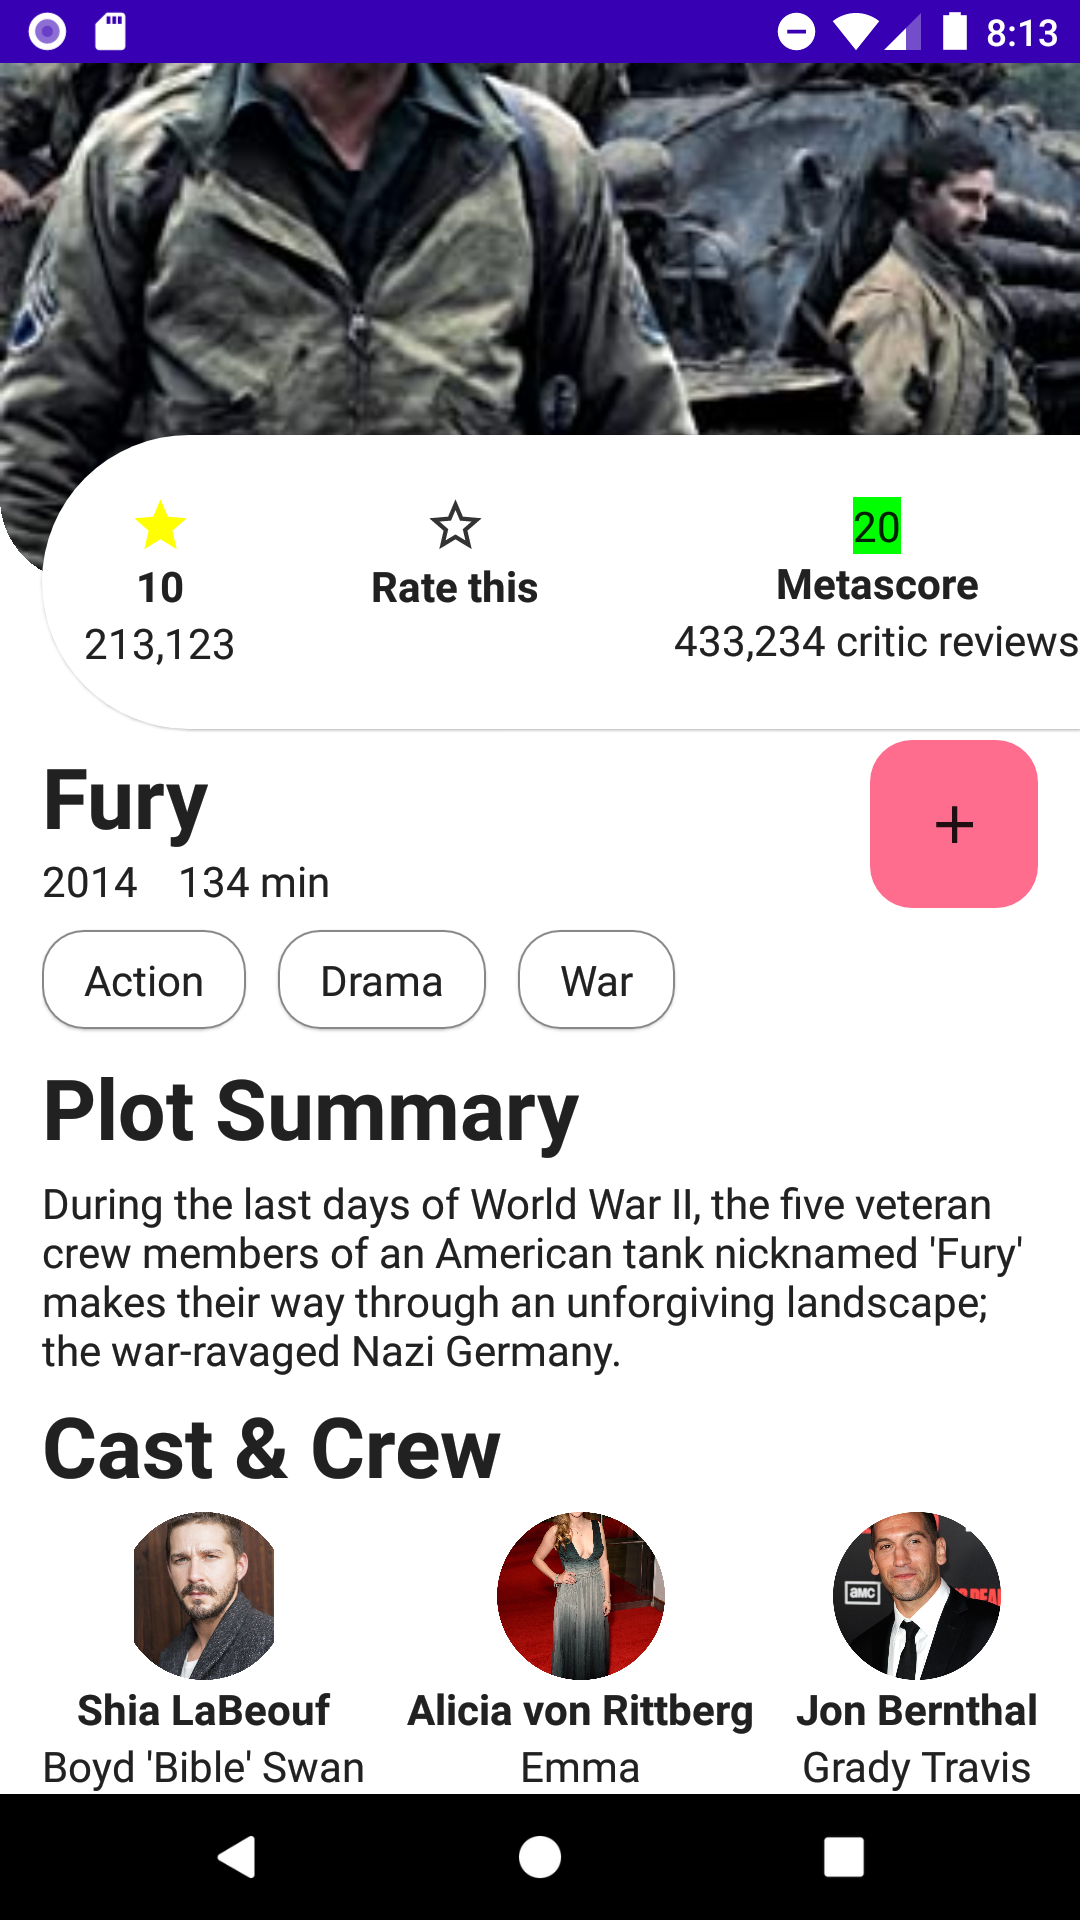 8:13
20
10
Rate this
Metascore
213,123
433,234 critic reviews
Fury
+
2014 134 min
Action Drama War
Plot Summary
During the last days of World War II, the five veteran
crew members of an American tank nicknamed 'Fury'
makes their way through an unforgiving landscape;
the war-ravaged Nazi Germany.
Cast & Crew
aMC
Shia LaBeouf Alicia von Rittberg Jon Bernthal
Boyd 'Bible' Swan Emma Grady Travis